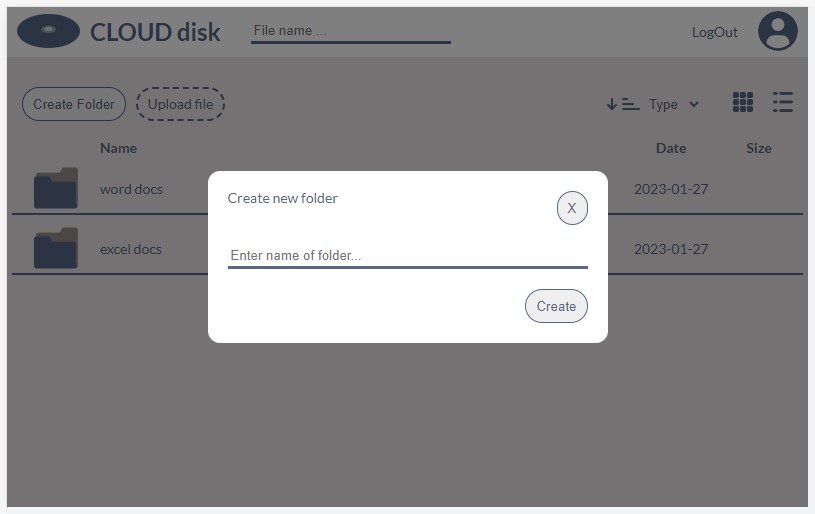 CLOUD disk
File name ...
LogOut
Create Folder
Upload file
Type
Name
Date
Size
word docs
2023-01-27
excel docs
2023-01-27
Create new folder
X
Enter name of folder...
Create